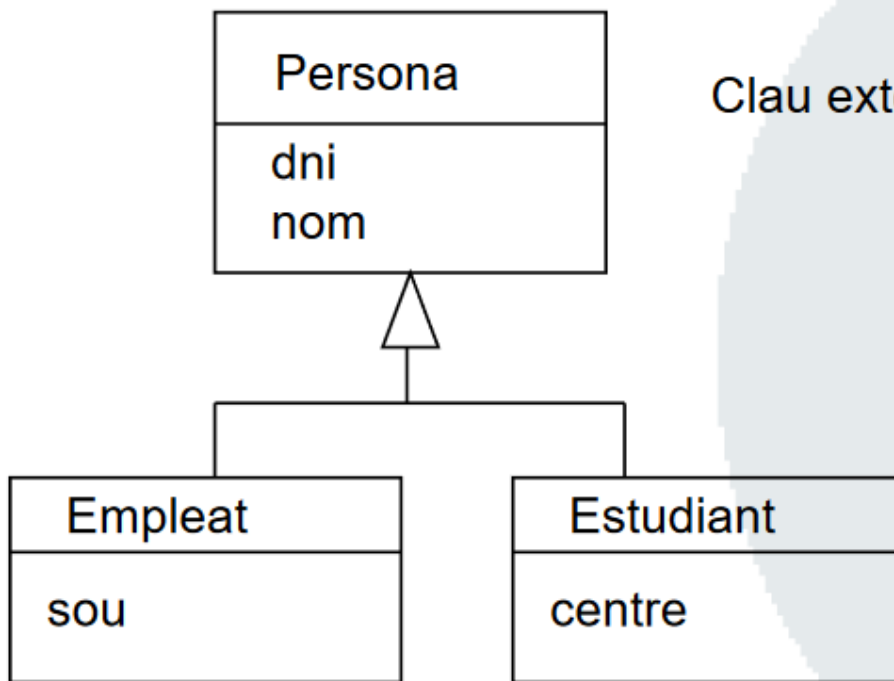 Persona
Clau ext
dni
nom
Empleat
Estudiant
sou
centre